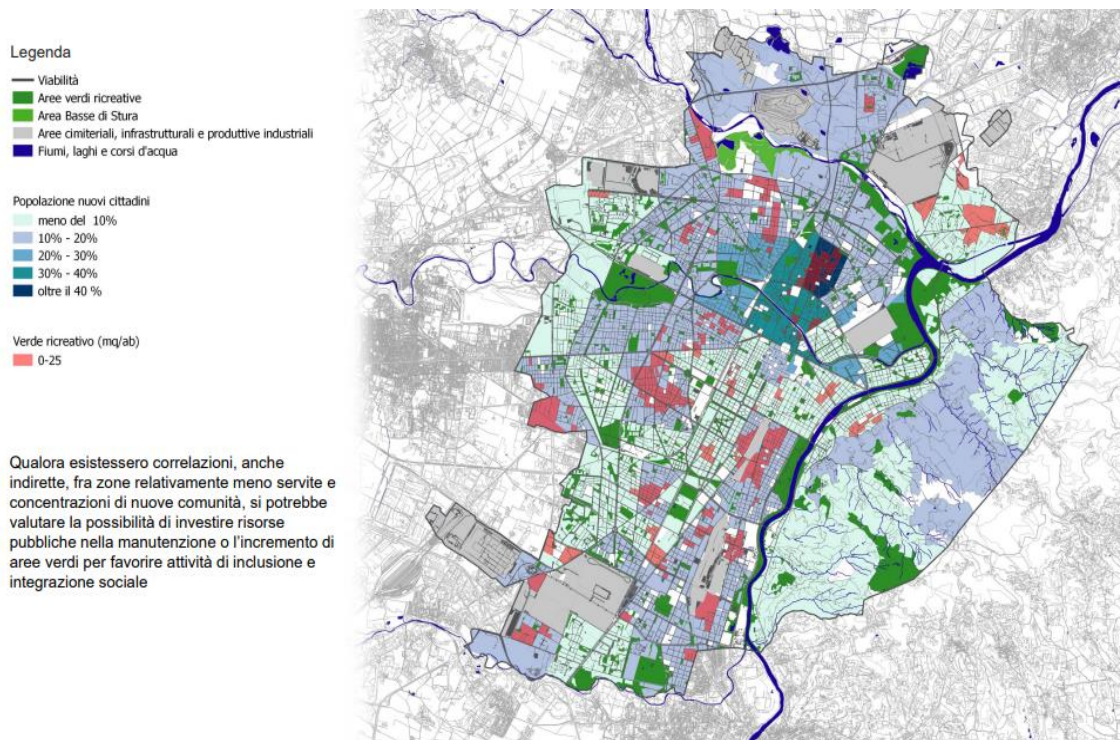 Legenda
Viabilità
Aree verdi ricreative
Area Basse di Stura
Aree cimiteriali, infrastrutturali e produttive industriali
Fiumi, laghi e corsi d'acqua
Popolazione nuovi cittadini
meno del 10%
10% - 20%
20% - 30%
30% - 40%
oltre il 40 %
Verde ricreativo (mq/ab)
0-25
Qualora esistessero correlazioni, anche
indirette, fra zone relativamente meno servite e
concentrazioni di nuove comunità, si potrebbe
valutare la possibilità di investire risorse
pubbliche nella manutenzione o l'incremento di
aree verdi per favorire attività di inclusione e
integrazione sociale